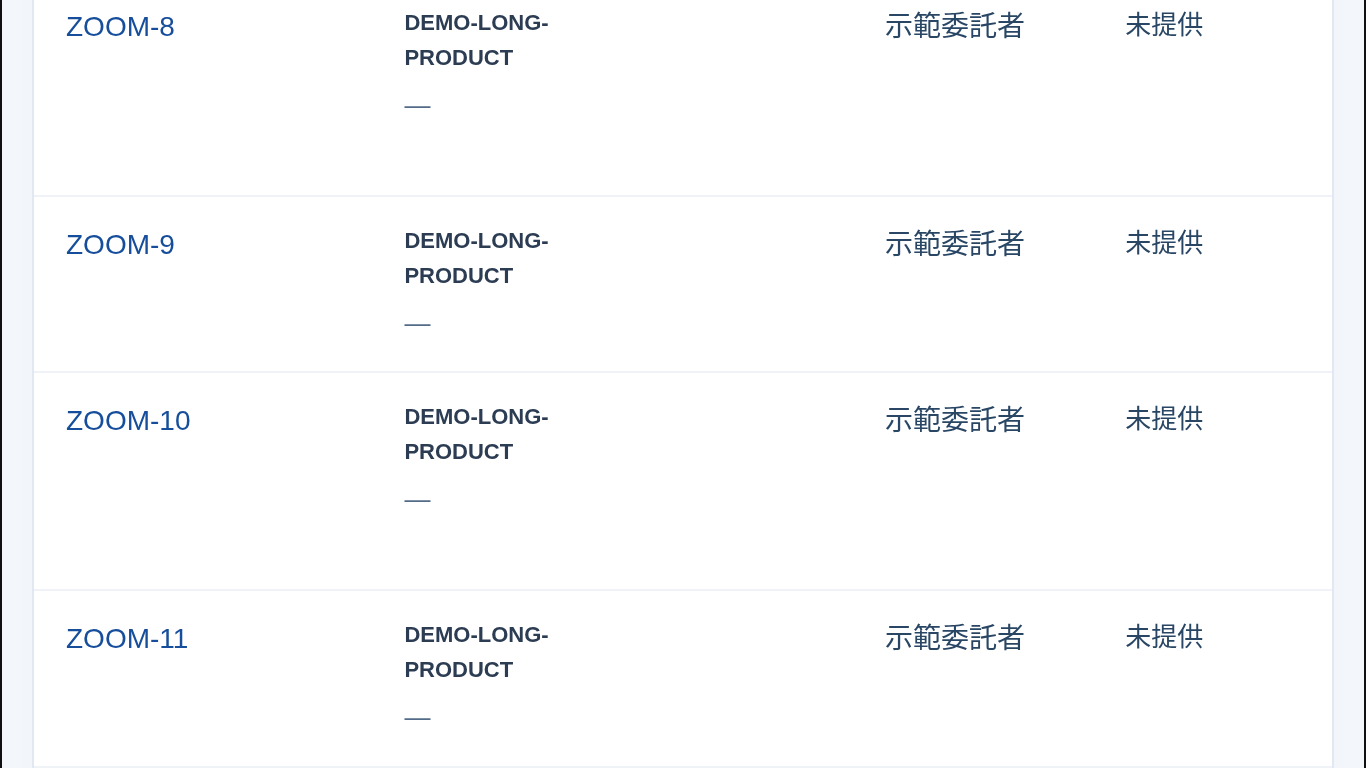 ZOOM-8 DEMO-LONG- 示範委託者 未提供
PRODUCT
—
ZOOM-9 DEMO-LONG- 示範委託者 未提供
PRODUCT
—
ZOOM-10 DEMO-LONG- 示範委託者 未提供
PRODUCT
—
ZOOM-11 DEMO-LONG- 示範委託者 未提供
PRODUCT
—